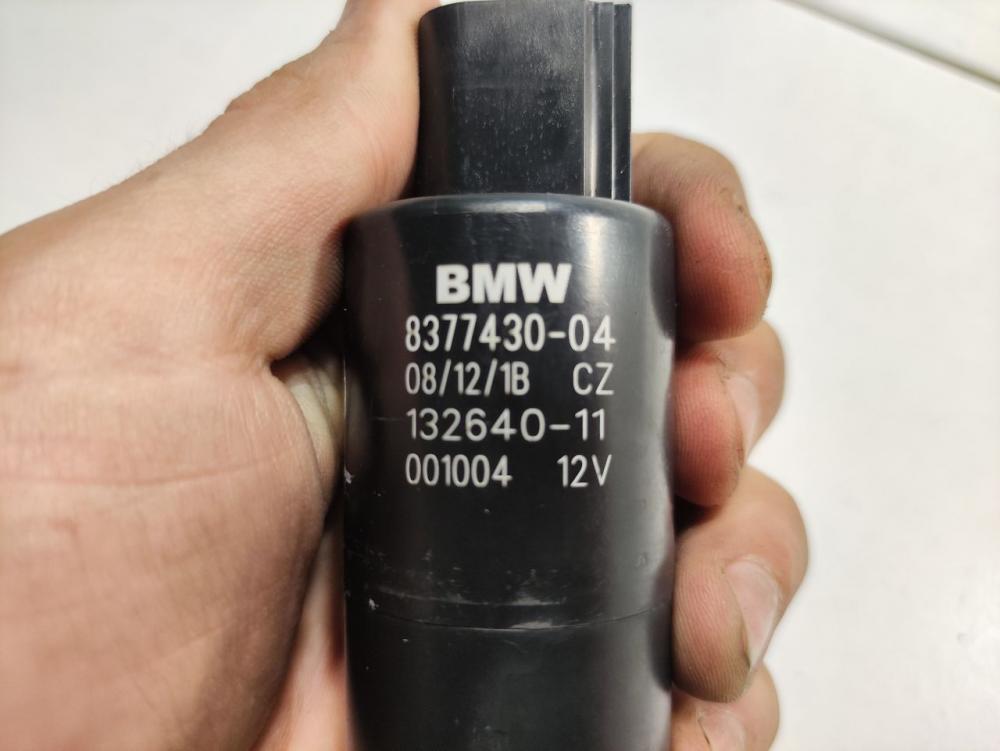 BMW
8377430-04
08/12/1B CZ
132640-11
001004 12V